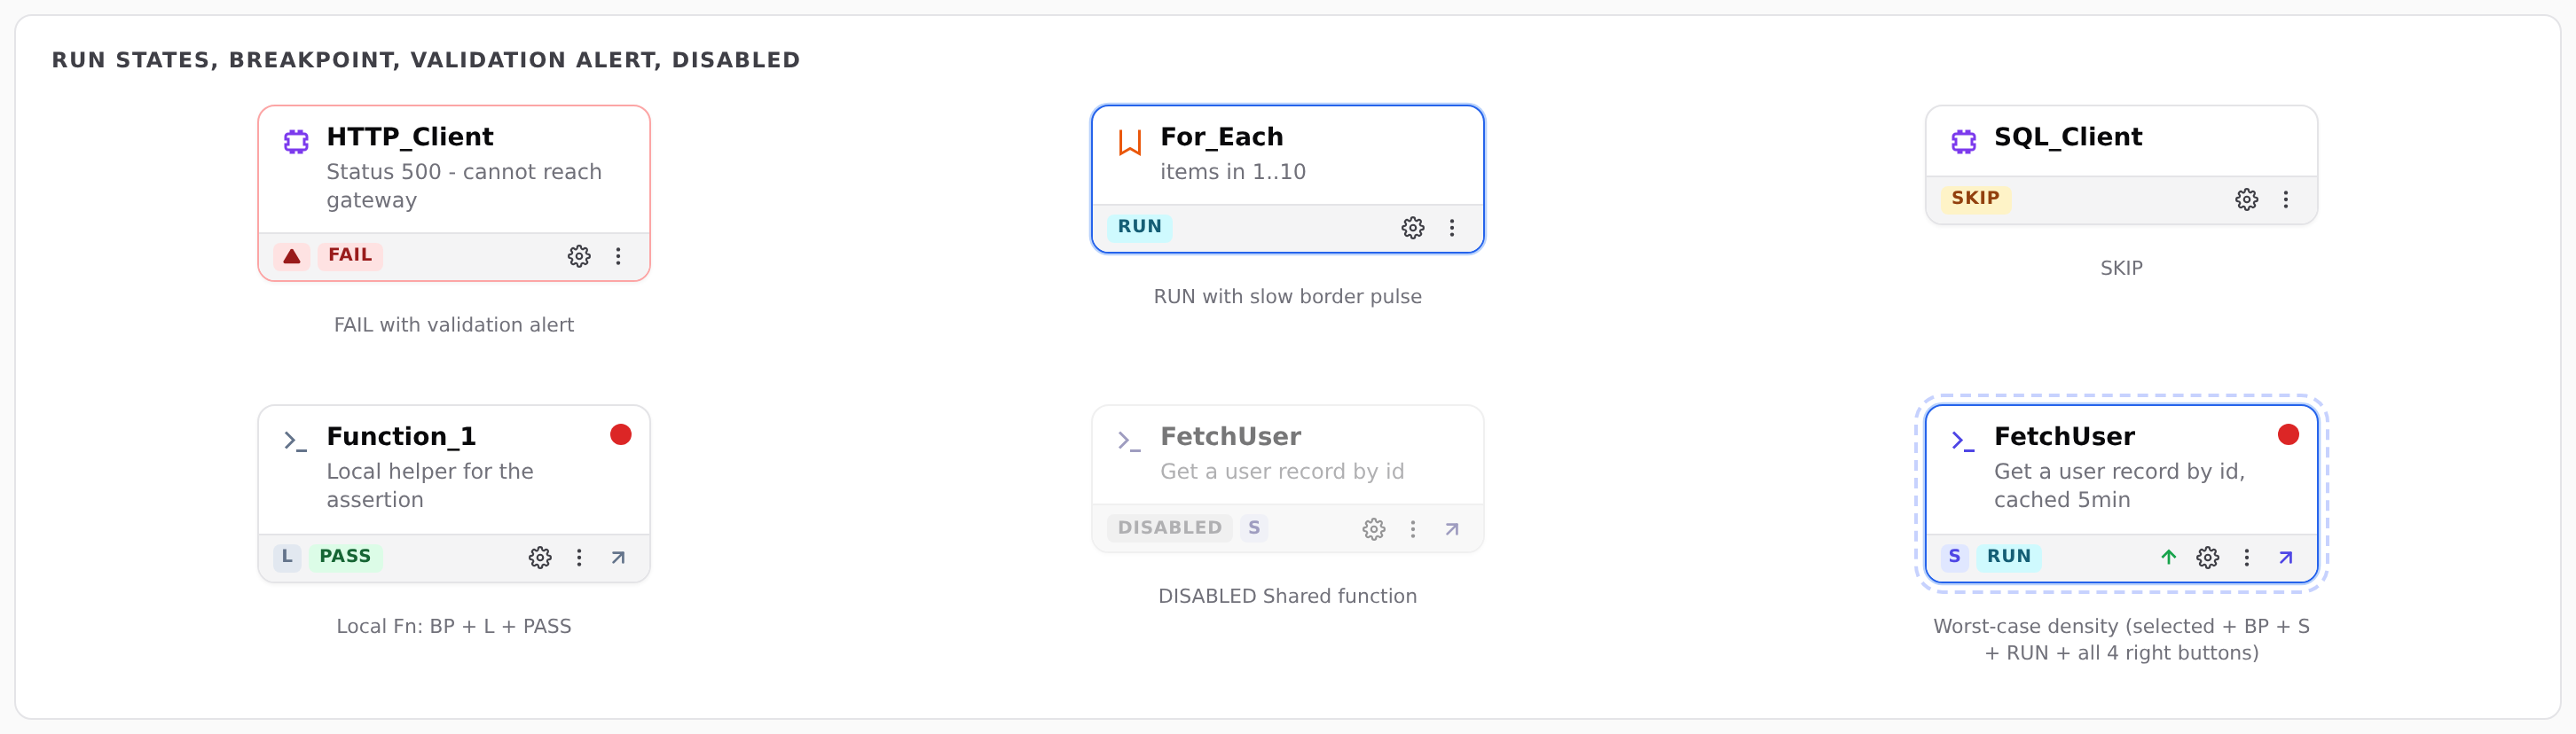 RUN STATES, BREAKPOINT, VALIDATION ALERT, DISABLED
HTTP_Client
Status 500 - cannot reach
gateway
FAIL
FAIL with validation alert
For_Each
items in 1..10
RUN
RUN with slow border pulse
SQL_Client
SKIP
SKIP
Function_1
Local helper for the
assertion
L PASS
Local Fn: BP + L + PASS
FetchUser
Get a user record by id
DISABLED S
DISABLED Shared function
FetchUser
Get a user record by id,
cached 5min
S RUN
Worst-case density (selected + BP + S
+ RUN + all 4 right buttons)